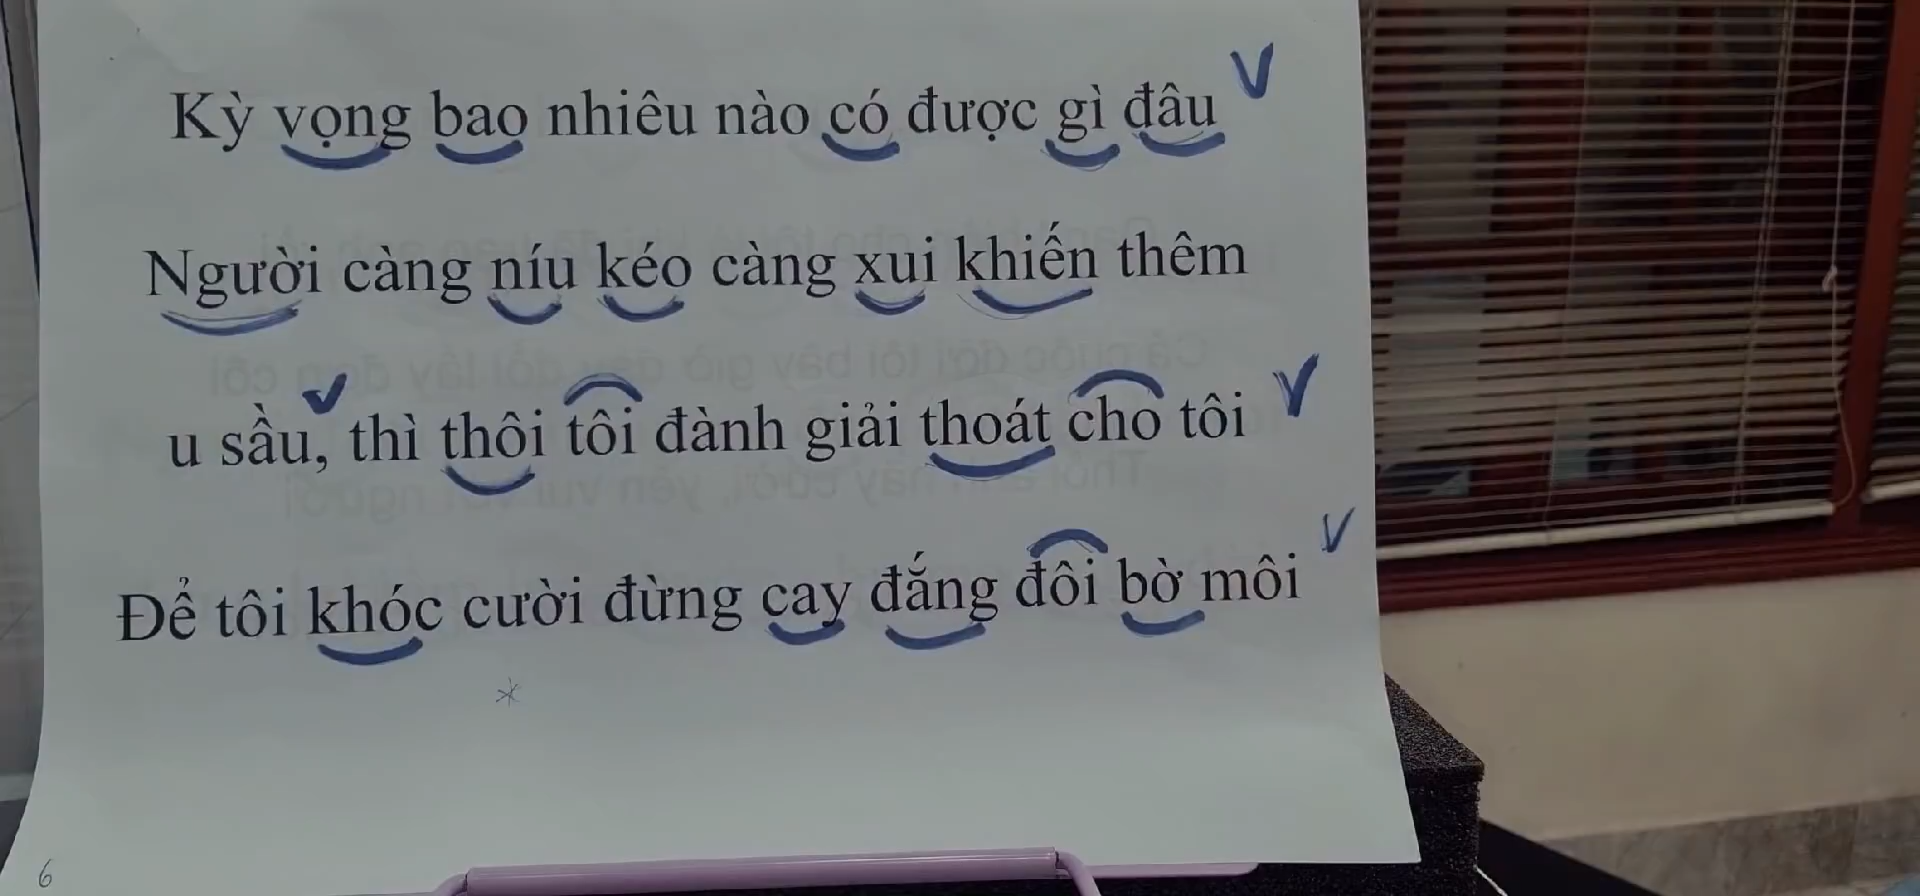 Kỳ vọng bao nhiêu nào có được gì đâu
Người càng níu kéo càng xui khiến thêm
u sầu, thì thôi tôi đành giải thoát cho tôi
Để tôi khóc cười đừng cay đắng đôi bờ môi
*
6